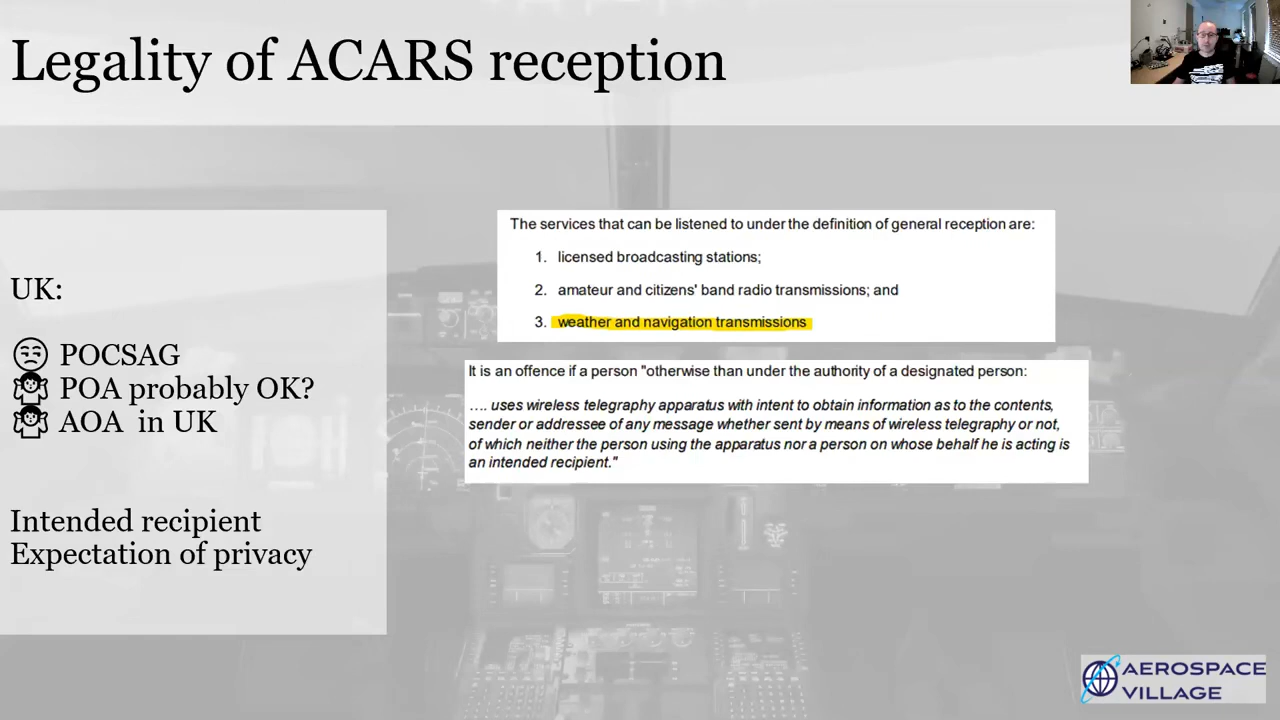 Legality of ACARS reception
UK:
POCSAG
POA probably OK?
AOA in UK
Intended recipient
Expectation of privacy
The services that can be listened to under the definition of general reception are:
1. licensed broadcasting stations;
2. amateur and citizens' band radio transmissions; and
3. weather and navigation transmissions
It is an offence if a person "otherwise than under the authority of a designated person:
.... uses wireless telegraphy apparatus with intent to obtain information as to the contents,
sender or addressee of any message whether sent by means of wireless telegraphy or not,
of which neither the person using the apparatus nor a person on whose behalf he is acting is
an intended recipient."
AEROSPACE
VILLAGE